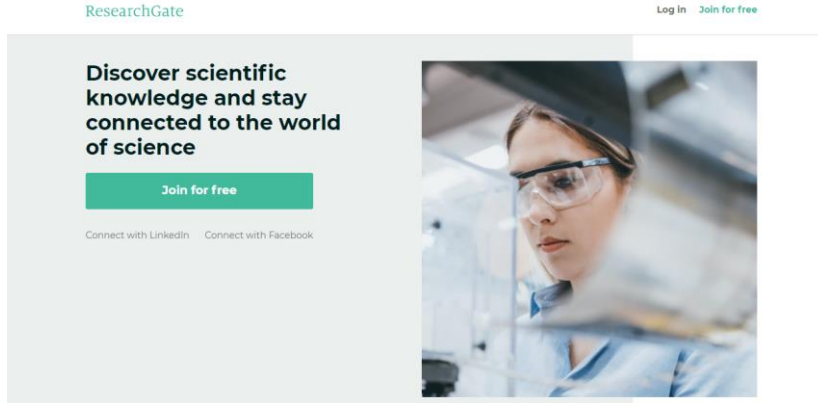 ResearchGate
Log in Join for free
Discover scientific
knowledge and stay
connected to the world
of science
Join for free
Connect with LinkedIn Connect with Facebook